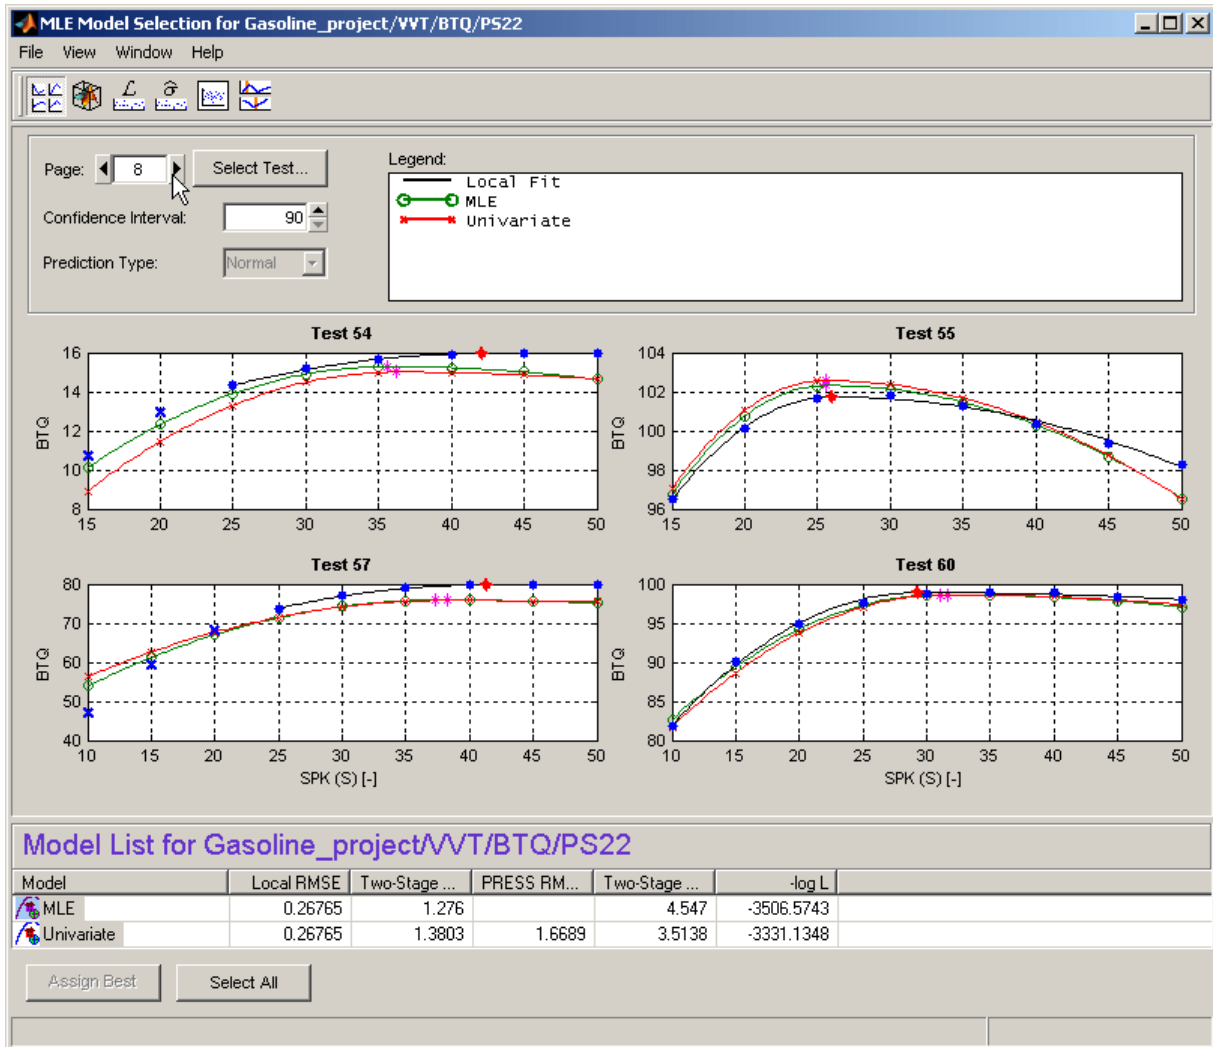 MLE Model Selection for Gasoline_project/VVT/BTQ/PS22
File View Window Help
Page: 8 Select Test...
Confidence Interval: 90
Prediction Type: Normal
Legend:
Local Fit
MLE
Univariate
Test 54
BTQ
16
14
12
10
8
15 20 25 30 35 40 45 50
Test 55
BTQ
104
102
100
98
96
15 20 25 30 35 40 45 50
Test 57
BTQ
80
70
60
50
40
10 15 20 25 30 35 40 45 50
SPK (S) [-]
Test 60
BTQ
100
95
90
85
80
10 15 20 25 30 35 40 45 50
SPK (S) [-]
Model List for Gasoline_project/VVT/BTQ/PS22
Model Local RMSE Two-Stage ... PRESS RM... Two-Stage ... -log L
MLE 0.26765 1.276 4.547 -3506.5743
Univariate 0.26765 1.3803 1.6689 3.5138 -3331.1348
Assign Best Select All